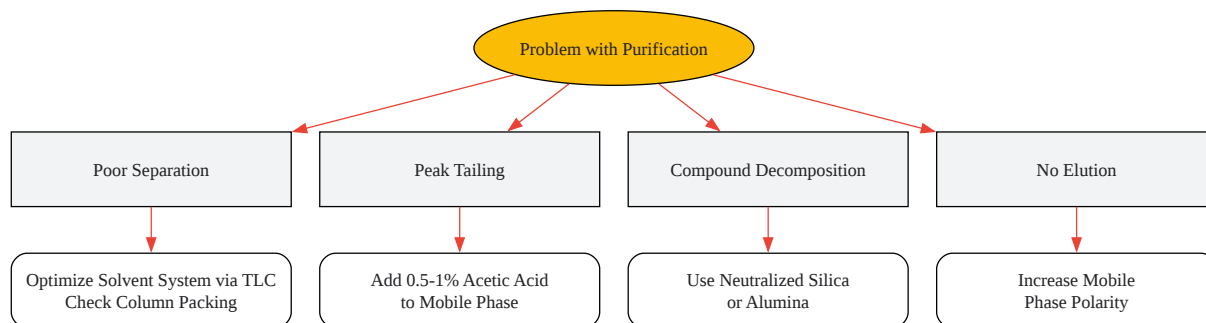 Problem with Purification
Poor Separation
Peak Tailing
Compound Decomposition
No Elution
Optimize Solvent System via TLC
Check Column Packing
Add 0.5-1% Acetic Acid
to Mobile Phase
Use Neutralized Silica
or Alumina
Increase Mobile
Phase Polarity